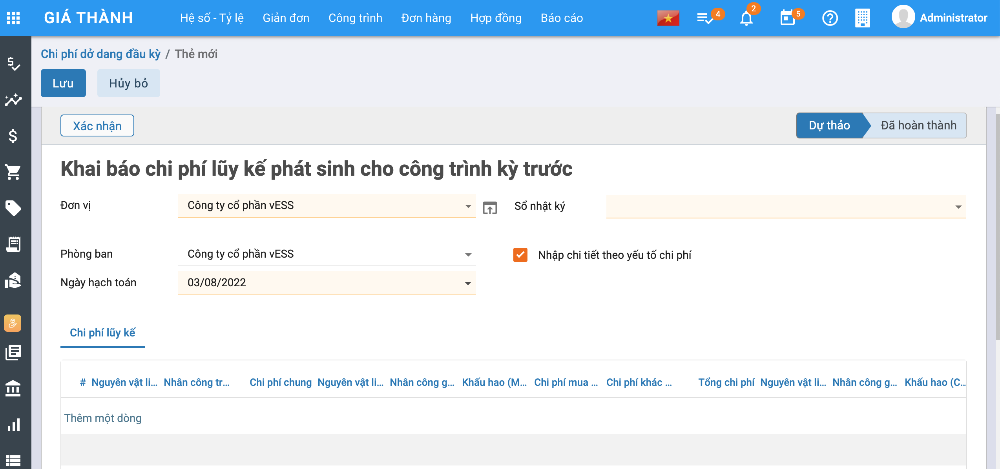 GIÁ THÀNH Hệ số - Tỷ lệ Giản đơn Công trình Đơn hàng Hợp đồng Báo cáo 4 2 5 Administrator
Chi phí dở dang đầu kỳ / Thẻ mới
Lưu Hủy bỏ
Xác nhận Dự thảo Đã hoàn thành
Khai báo chi phí lũy kế phát sinh cho công trình kỳ trước
Đơn vị Công ty cổ phần vESS Sổ nhật ký
Phòng ban Công ty cổ phần vESS Nhập chi tiết theo yếu tố chi phí
Ngày hạch toán 03/08/2022
Chi phí lũy kế
# Nguyên vật li... Nhân công tr... Chi phí chung Nguyên vật li... Nhân công g... Khấu hao (M... Chi phí mua ... Chi phí khác ... Tổng chi phí Nguyên vật li... Nhân công g... Khấu hao (C...
Thêm một dòng